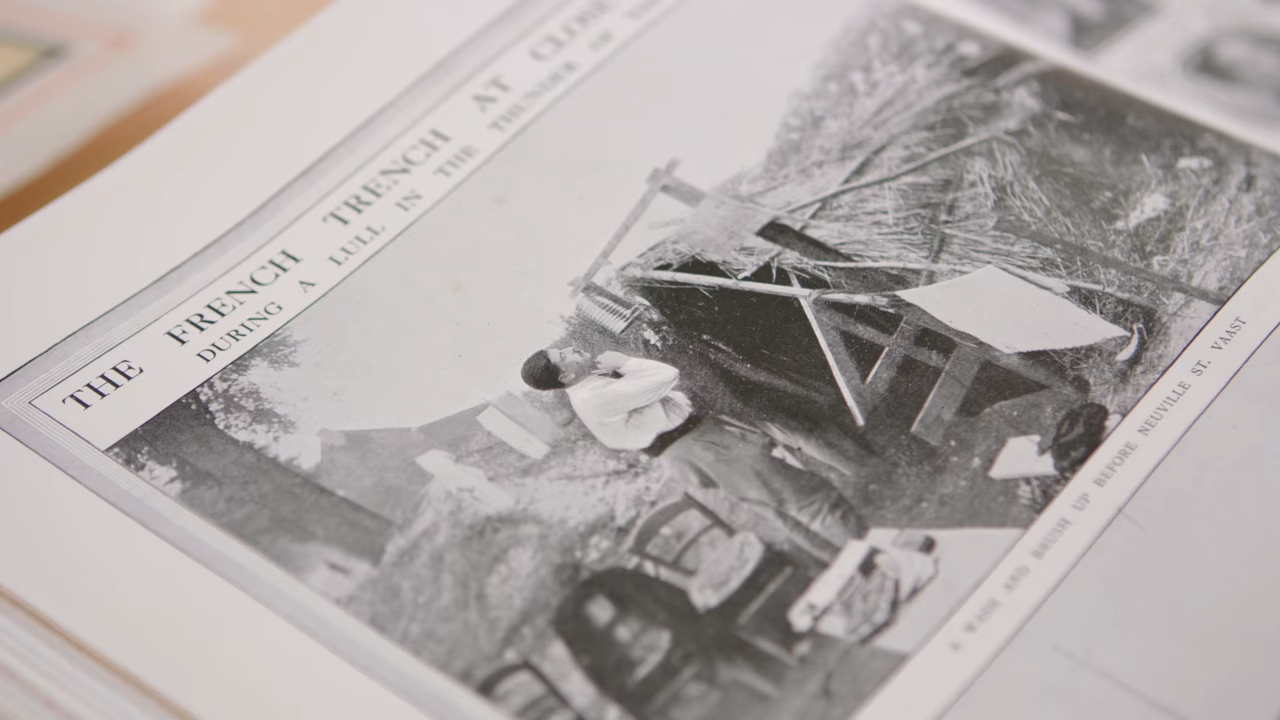 THE FRENCH TRENCH AT CLOSE
DURING A LULL IN THE THUNDER OF
A WASH AND BRUSH UP BEFORE NEUVILLE ST. VAAST